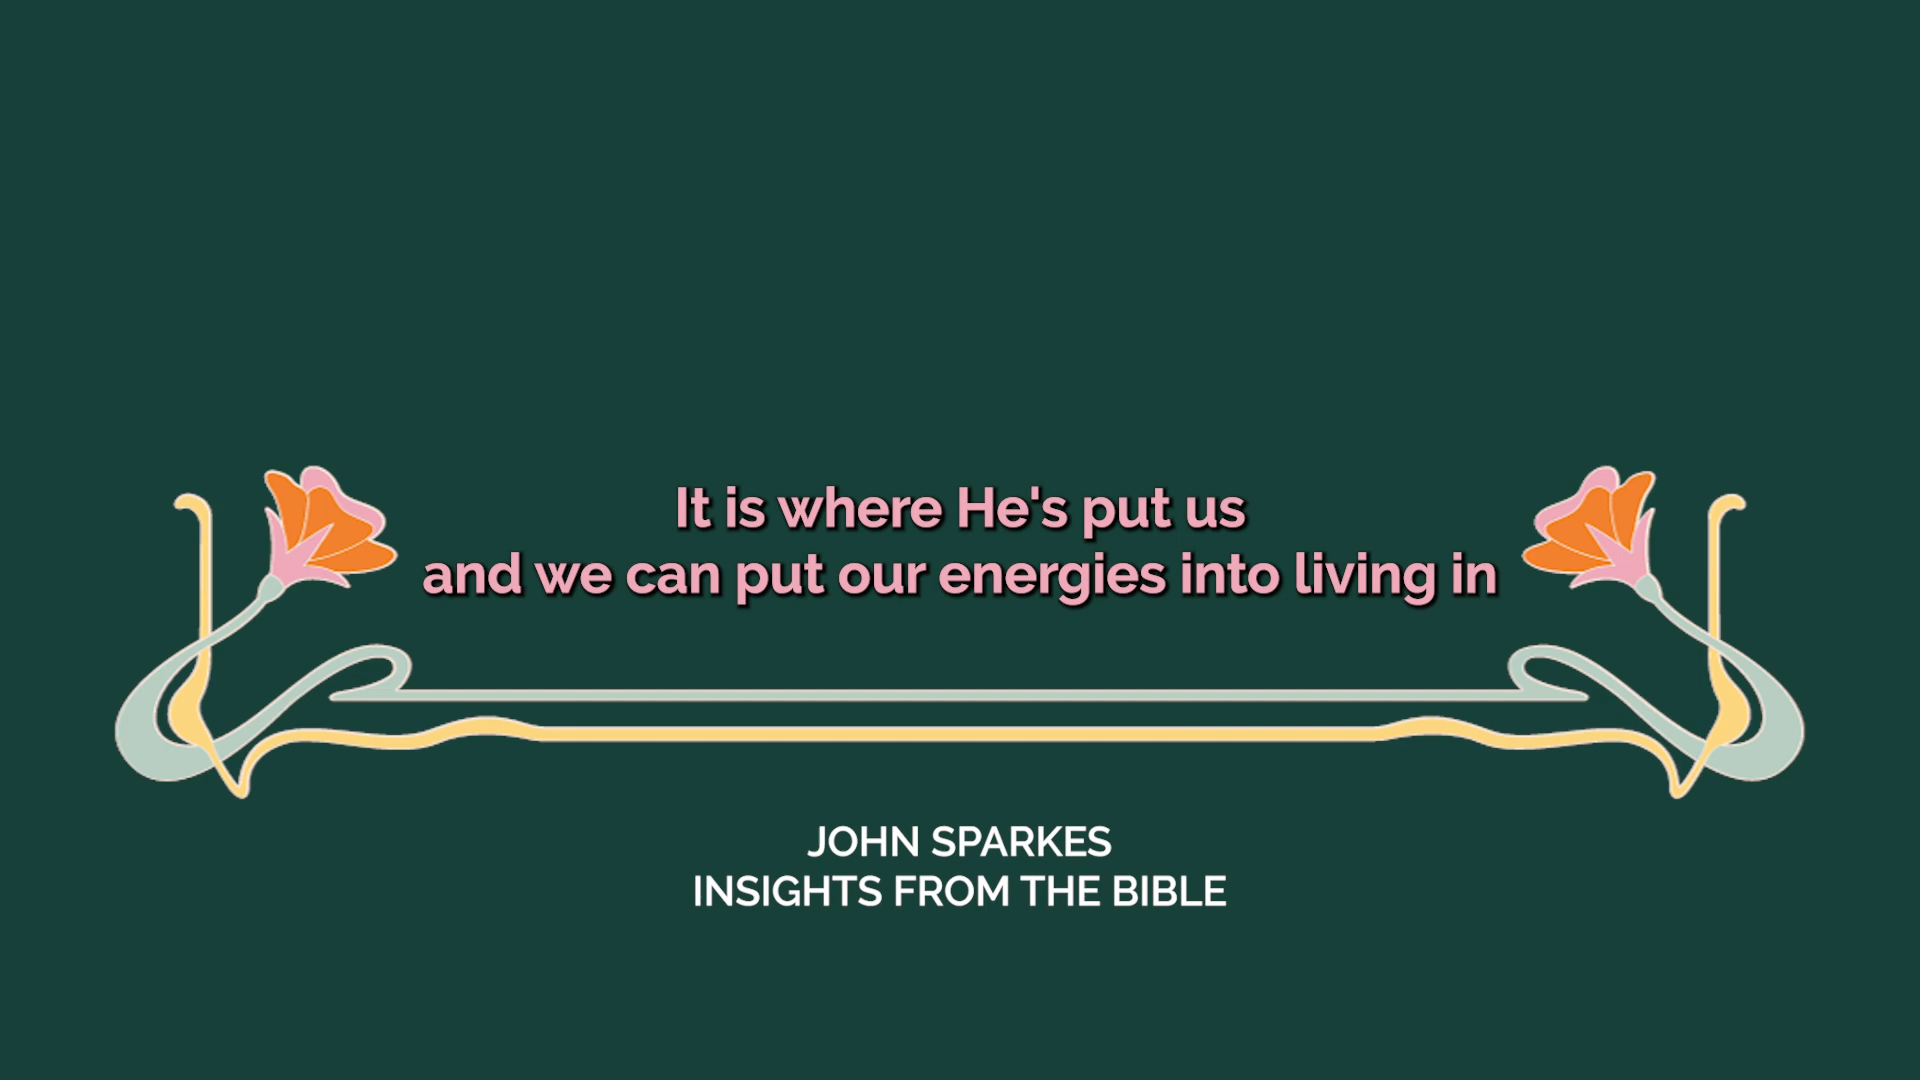 It is where He's put us
and we can put our energies into living in
JOHN SPARKES
INSIGHTS FROM THE BIBLE